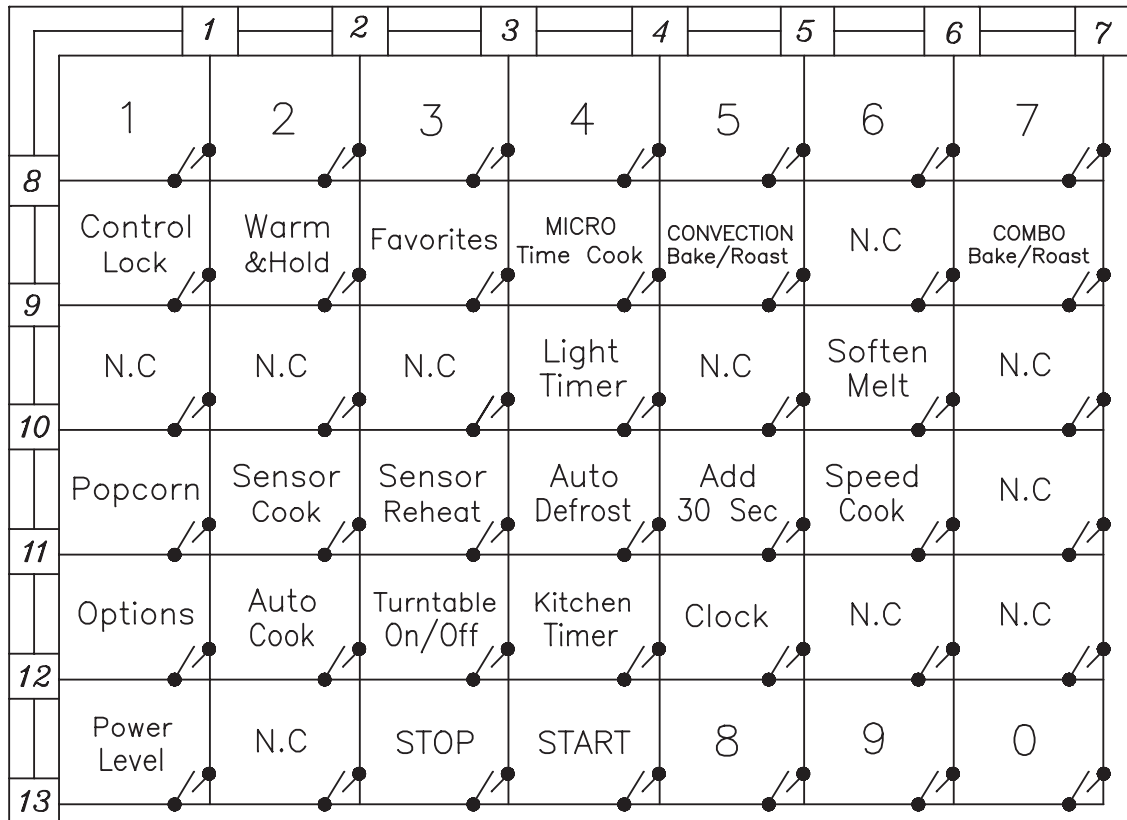 1 2 3 4 5 6 7
1 2 3 4 5 6 7
8
Control Lock Warm &Hold Favorites MICRO Time Cook CONVECTION Bake/Roast N.C COMBO Bake/Roast
9
N.C N.C N.C Light Timer N.C Soften Melt N.C
10
Popcorn Sensor Cook Sensor Reheat Auto Defrost Add 30 Sec Speed Cook N.C
11
Options Auto Cook Turntable On/Off Kitchen Timer Clock N.C N.C
12
Power Level N.C STOP START 8 9 0
13